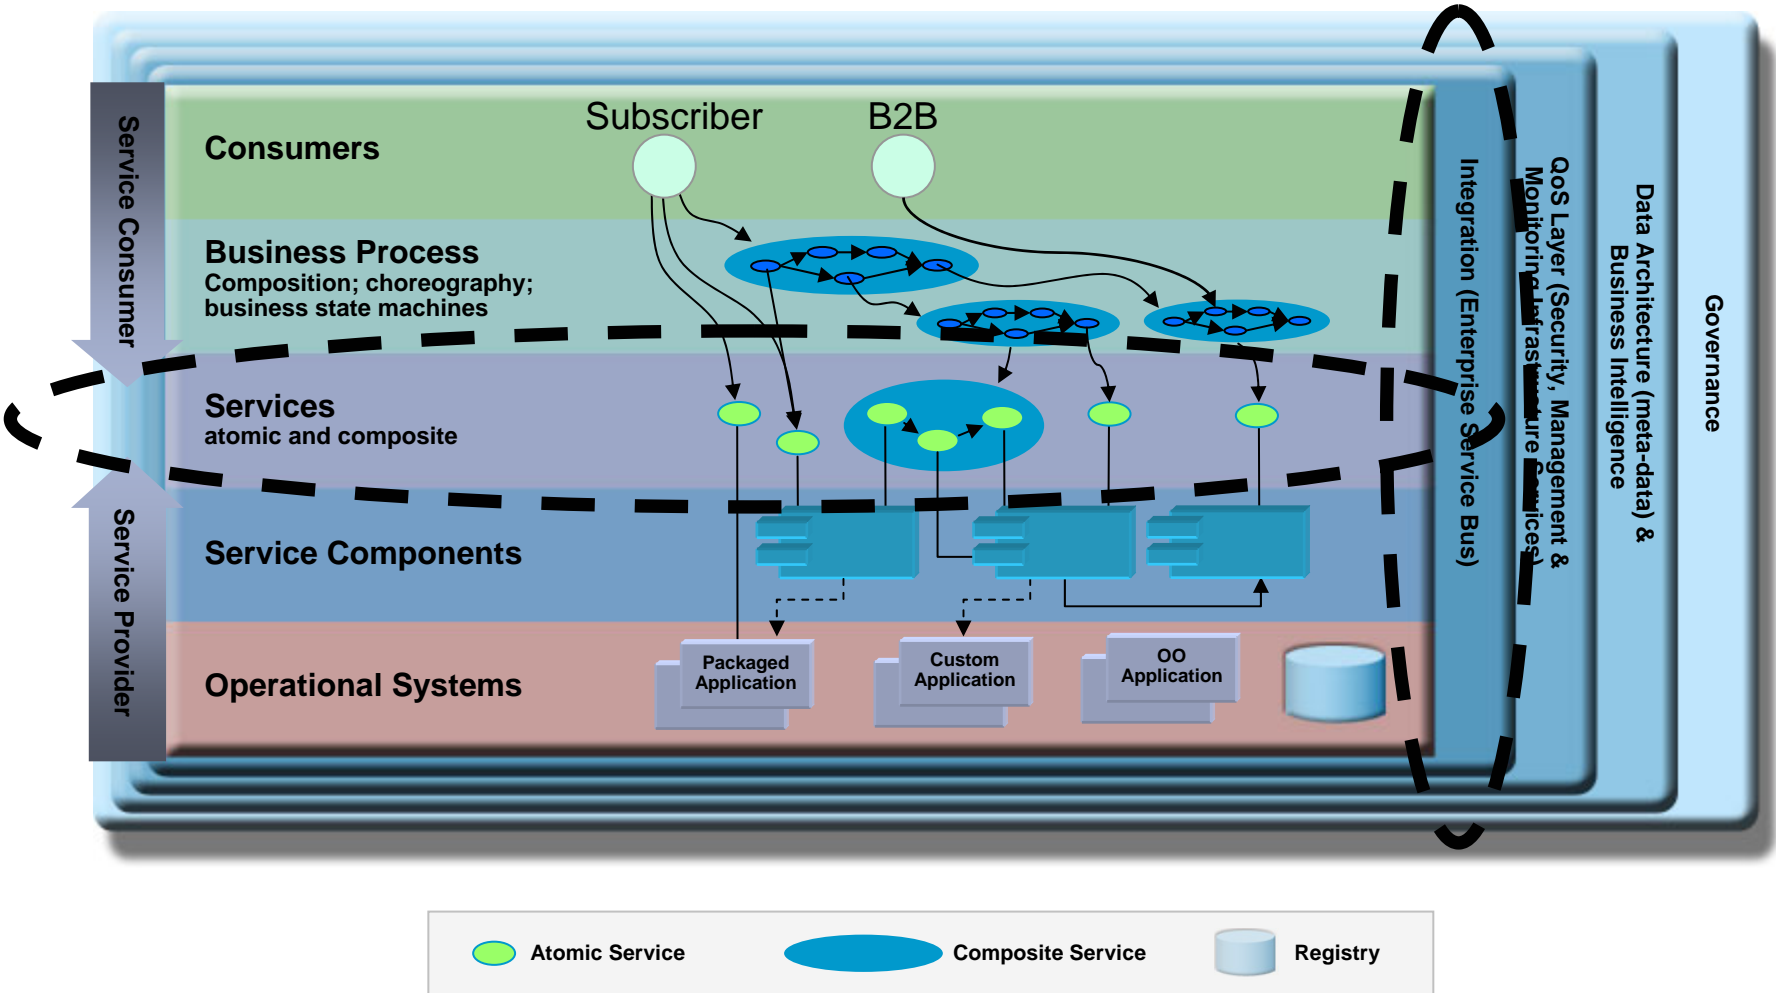 Subscriber
B2B
Consumers
Business Process
Composition; choreography;
business state machines
Services
atomic and composite
Service Components
Operational Systems
Packaged
Application
Custom
Application
OO
Application
Service Consumer
Service Provider
Integration (Enterprise Service Bus)
QoS Layer (Security, Management &
Monitoring Infrastructure Services)
Data Architecture (meta-data) &
Business Intelligence
Governance
Atomic Service
Composite Service
Registry